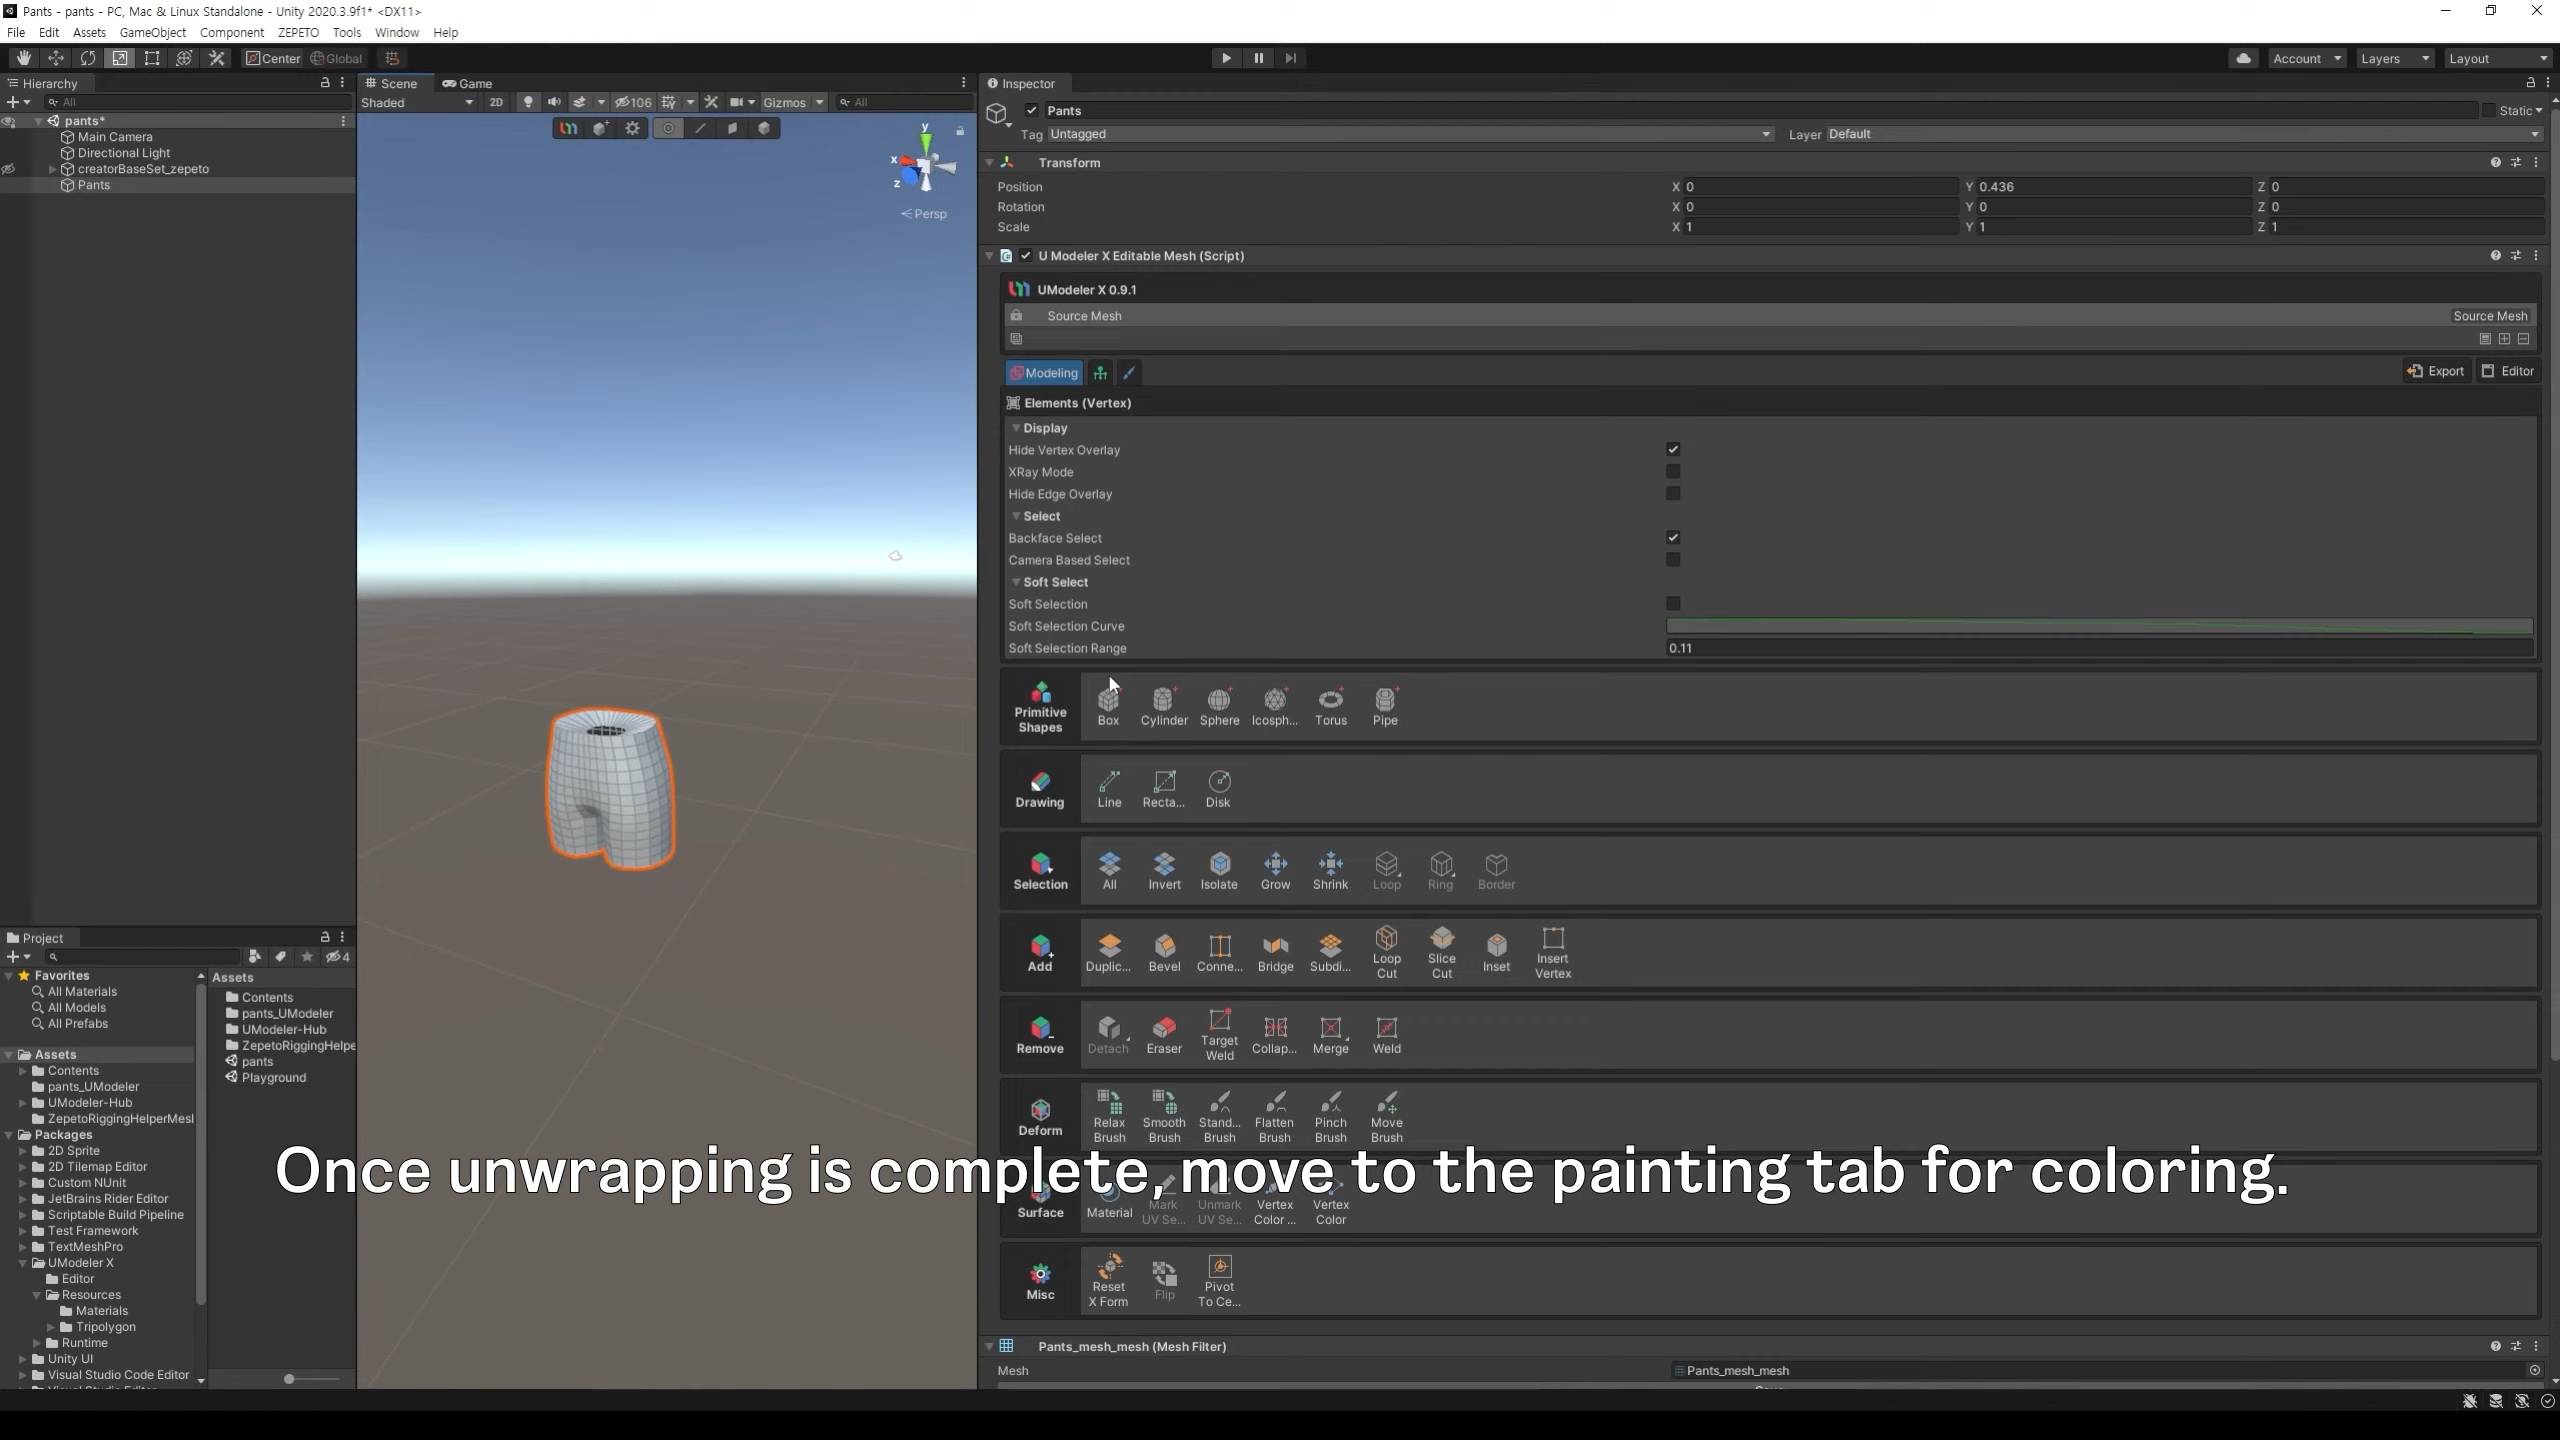 Pants - pants - PC, Mac & Linux Standalone - Unity 2020.3.9f1* <DX11>
File Edit Assets GameObject Component ZEPETO Tools Window Help
Center Global
Account Layers Layout
Hierarchy
All
pants*
Main Camera
Directional Light
creatorBaseSet_zepeto
Pants
Scene Game
Shaded 2D 106 Gizmos All
y
x
z
Persp
Inspector
Pants Static
Tag Untagged Layer Default
Transform
Position X 0 Y 0.436 Z 0
Rotation X 0 Y 0 Z 0
Scale X 1 Y 1 Z 1
U Modeler X Editable Mesh (Script)
UModeler X 0.9.1
Source Mesh Source Mesh
Modeling Export Editor
Elements (Vertex)
Display
Hide Vertex Overlay
XRay Mode
Hide Edge Overlay
Select
Backface Select
Camera Based Select
Soft Select
Soft Selection
Soft Selection Curve
Soft Selection Range 0.11
Primitive Shapes Box Cylinder Sphere Icosph... Torus Pipe
Drawing Line Recta... Disk
Selection All Invert Isolate Grow Shrink Loop Ring Border
Add Duplic... Bevel Conne... Bridge Subdi... Loop Cut Slice Cut Inset Insert Vertex
Remove Detach Eraser Target Weld Collap... Merge Weld
Deform Relax Brush Smooth Brush Stand... Brush Flatten Brush Pinch Brush Move Brush
Surface Material Mark UV Se... Unmark UV Se... Vertex Color ... Vertex Color
Misc Reset X Form Flip Pivot To Ce...
Pants_mesh_mesh (Mesh Filter)
Mesh Pants_mesh_mesh
Project
4
Favorites
All Materials
All Models
All Prefabs
Assets
Contents
pants_UModeler
UModeler-Hub
ZepetoRiggingHelperMesl
Packages
2D Sprite
2D Tilemap Editor
Custom NUnit
JetBrains Rider Editor
Scriptable Build Pipeline
Test Framework
TextMeshPro
UModeler X
Editor
Resources
Materials
Tripolygon
Runtime
Unity UI
Visual Studio Code Editor
Assets
Contents
pants_UModeler
UModeler-Hub
ZepetoRiggingHelpe
pants
Playground
Once unwrapping is complete, move to the painting tab for coloring.